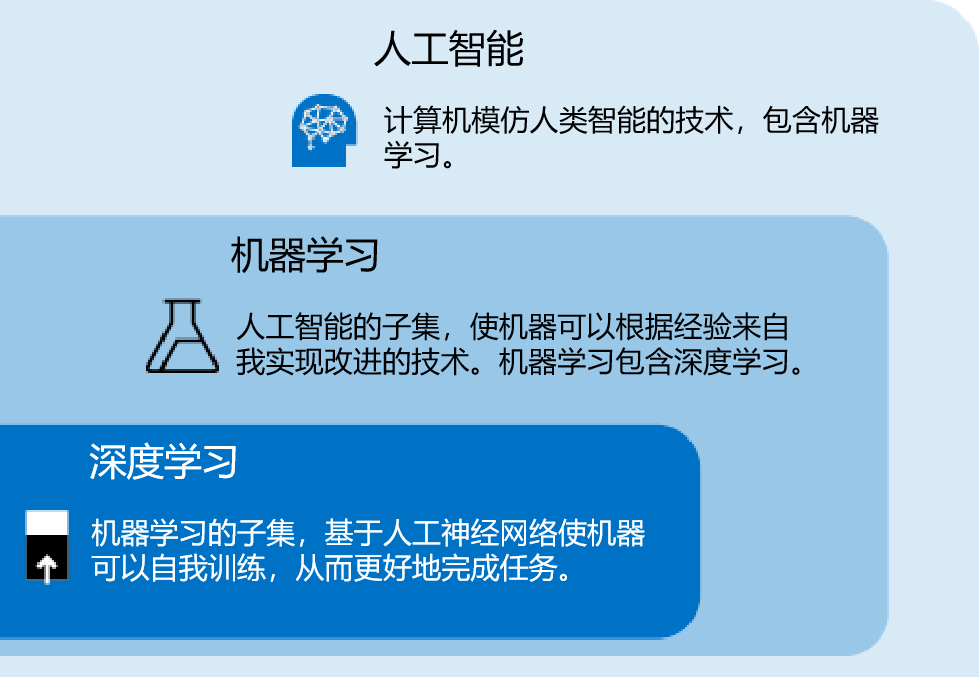 人工智能
计算机模仿人类智能的技术，包含机器
学习。
机器学习
人工智能的子集，使机器可以根据经验来自
我实现改进的技术。机器学习包含深度学习。
深度学习
机器学习的子集，基于人工神经网络使机器
可以自我训练，从而更好地完成任务。